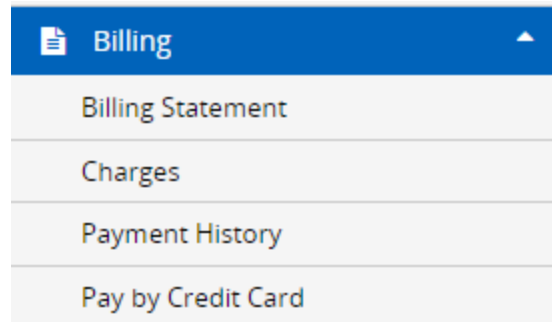 Billing
Billing Statement
Charges
Payment History
Pay by Credit Card